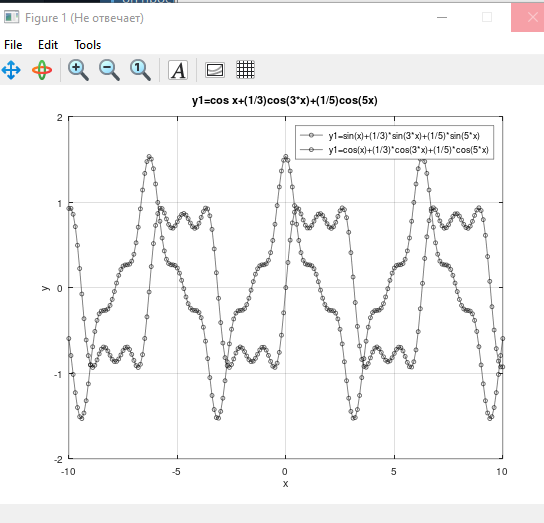 Figure 1 (Не отвечает)
File Edit Tools
A
y1=cos x+(1/3)cos(3*x)+(1/5)cos(5x)
y1=sin(x)+(1/3)*sin(3*x)+(1/5)*sin(5*x)
y1=cos(x)+(1/3)*cos(3*x)+(1/5)*cos(5*x)
2
1
0
-1
-2
y
-10 -5 0 5 10
x